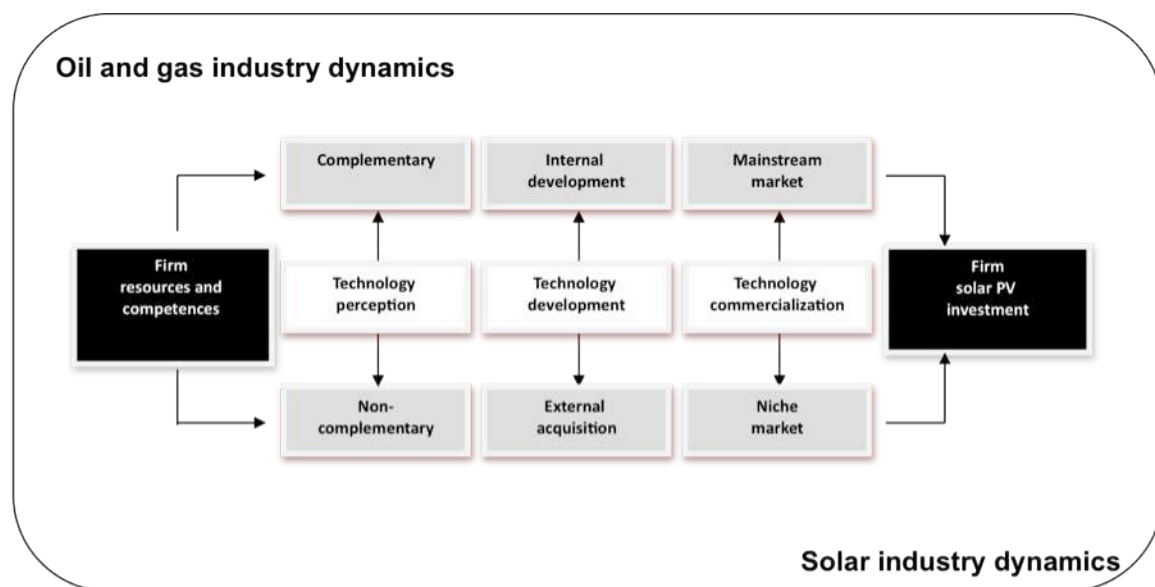 Oil and gas industry dynamics
Complementary
Internal
development
Mainstream
market
Firm
resources and
competences
Technology
perception
Technology
development
Technology
commercialization
Firm
solar PV
investment
Non-
complementary
External
acquisition
Niche
market
Solar industry dynamics